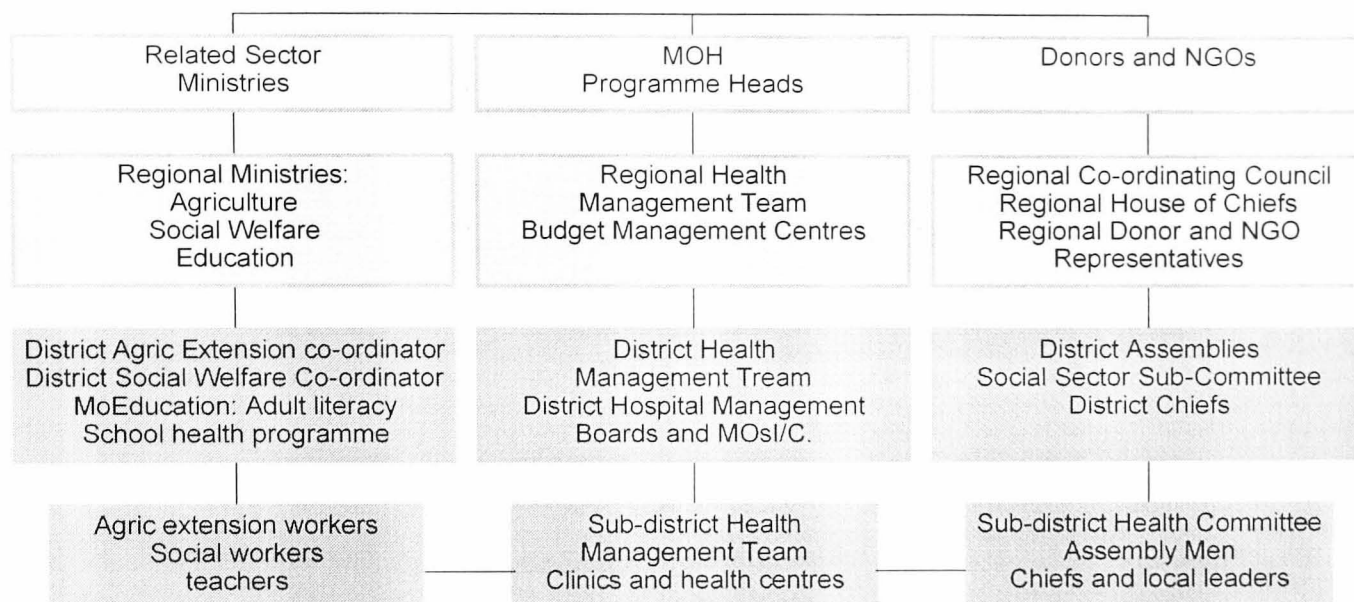 Related Sector
Ministries
MOH
Programme Heads
Donors and NGOs
Regional Ministries:
Agriculture
Social Welfare
Education
Regional Health
Management Team
Budget Management Centres
Regional Co-ordinating Council
Regional House of Chiefs
Regional Donor and NGO
Representatives
District Agric Extension co-ordinator
District Social Welfare Co-ordinator
MoEducation: Adult literacy
School health programme
District Health
Management Tream
District Hospital Management
Boards and MOsI/C.
District Assemblies
Social Sector Sub-Committee
District Chiefs
Agric extension workers
Social workers
teachers
Sub-district Health
Management Team
Clinics and health centres
Sub-district Health Committee
Assembly Men
Chiefs and local leaders